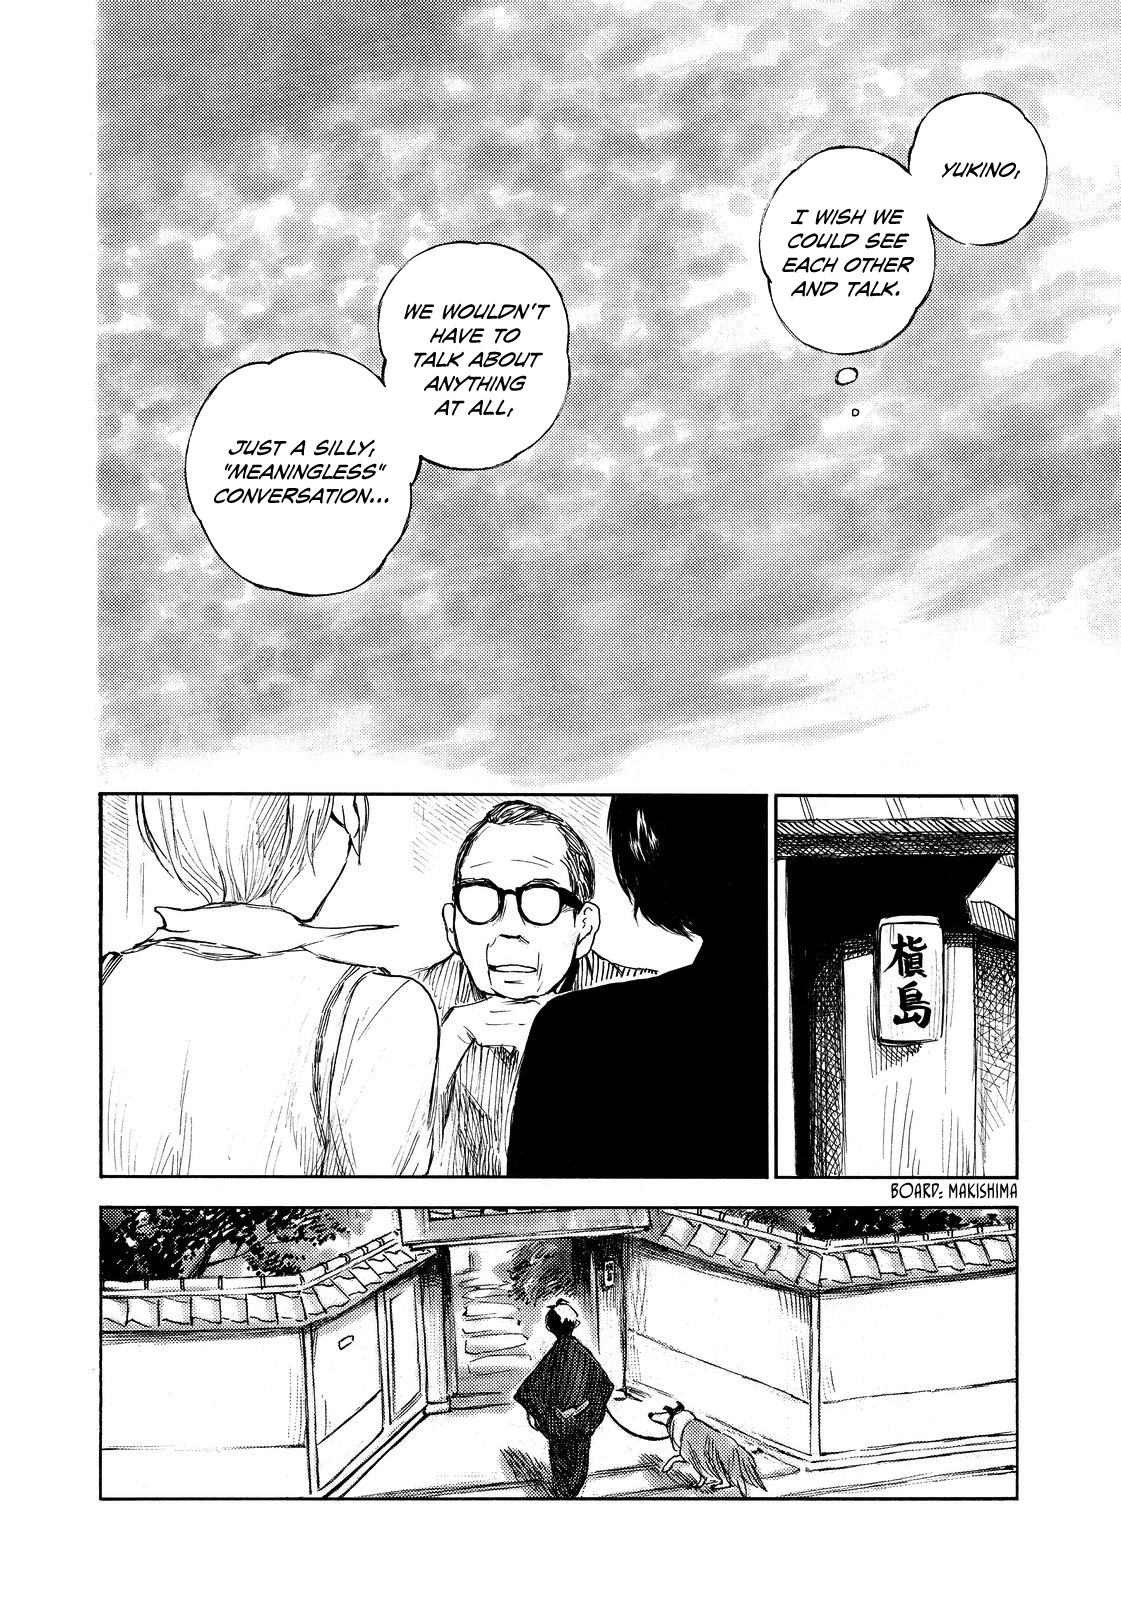 YUKINO,
I WISH WE
COULD SEE
EACH OTHER
AND TALK.
WE WOULDN'T
HAVE TO
TALK ABOUT
ANYTHING
AT ALL,
JUST A SILLY,
"MEANINGLESS"
CONVERSATION...
槇島
BOARD: MAKISHIMA